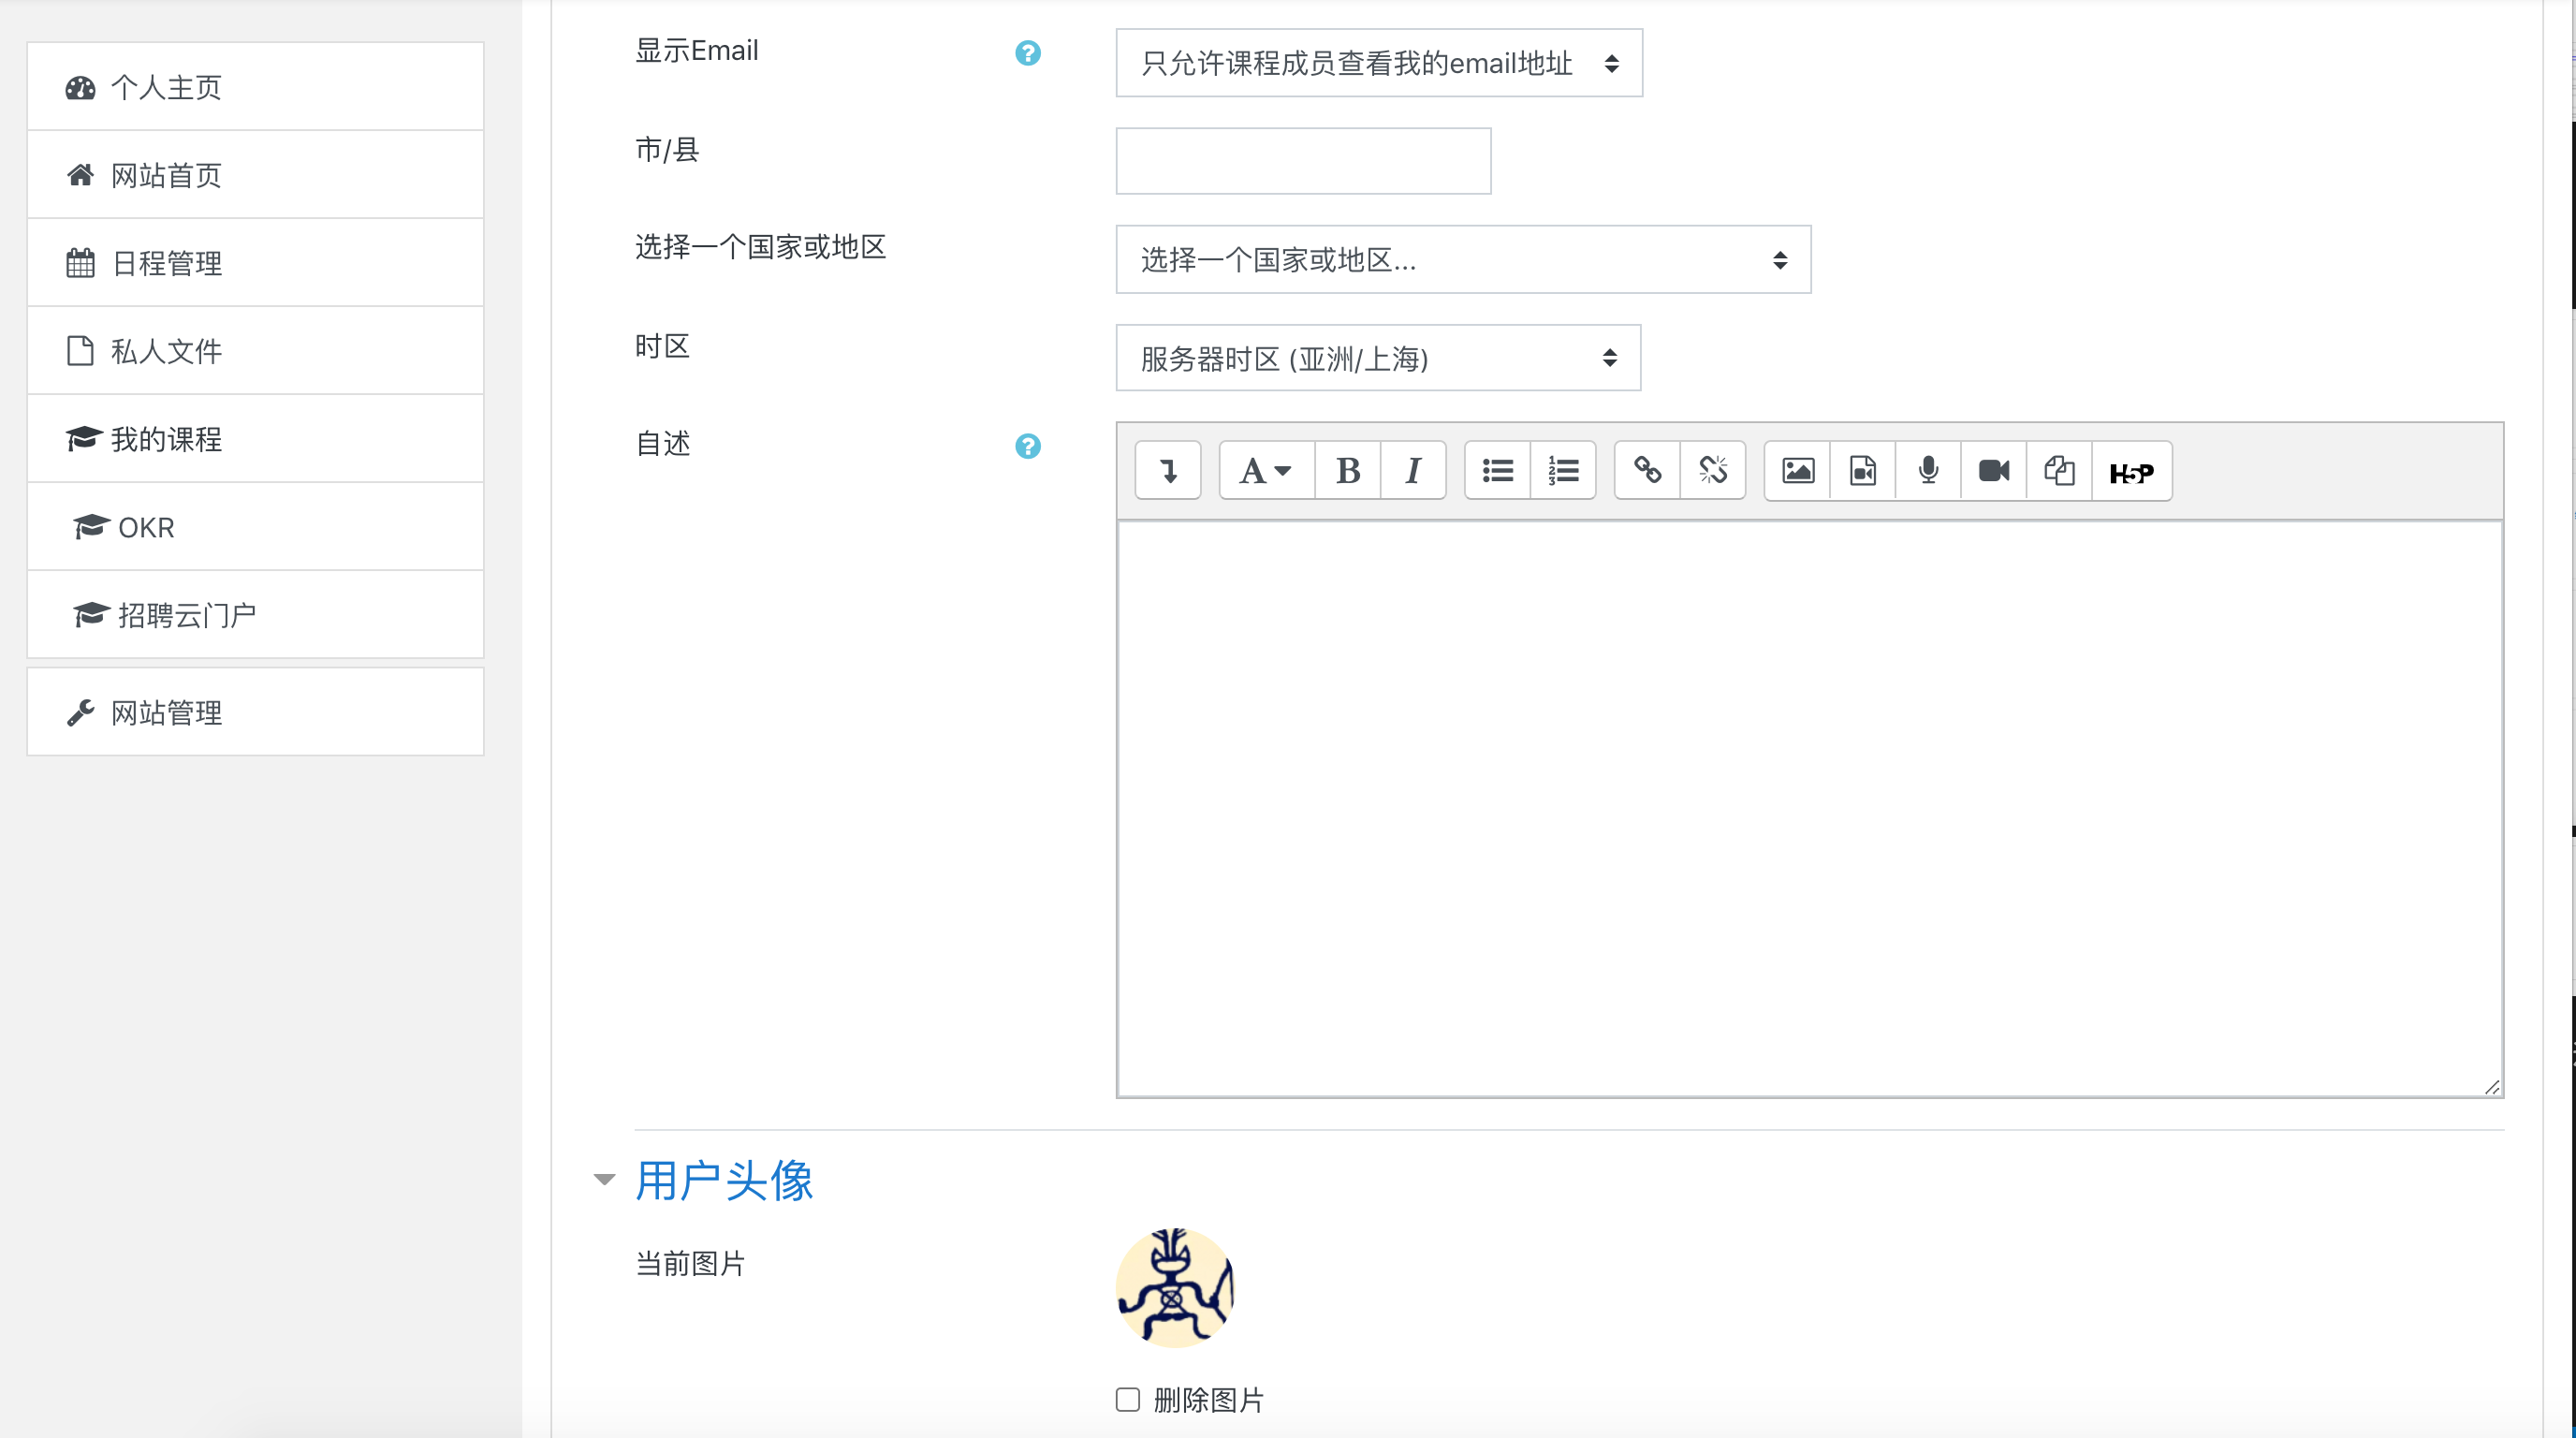 个人主页
网站首页
日程管理
私人文件
我的课程
OKR
招聘云门户
网站管理
显示Email
只允许课程成员查看我的email地址
市/县
选择一个国家或地区
选择一个国家或地区...
时区
服务器时区 (亚洲/上海)
自述
A B I H5P
用户头像
当前图片
删除图片